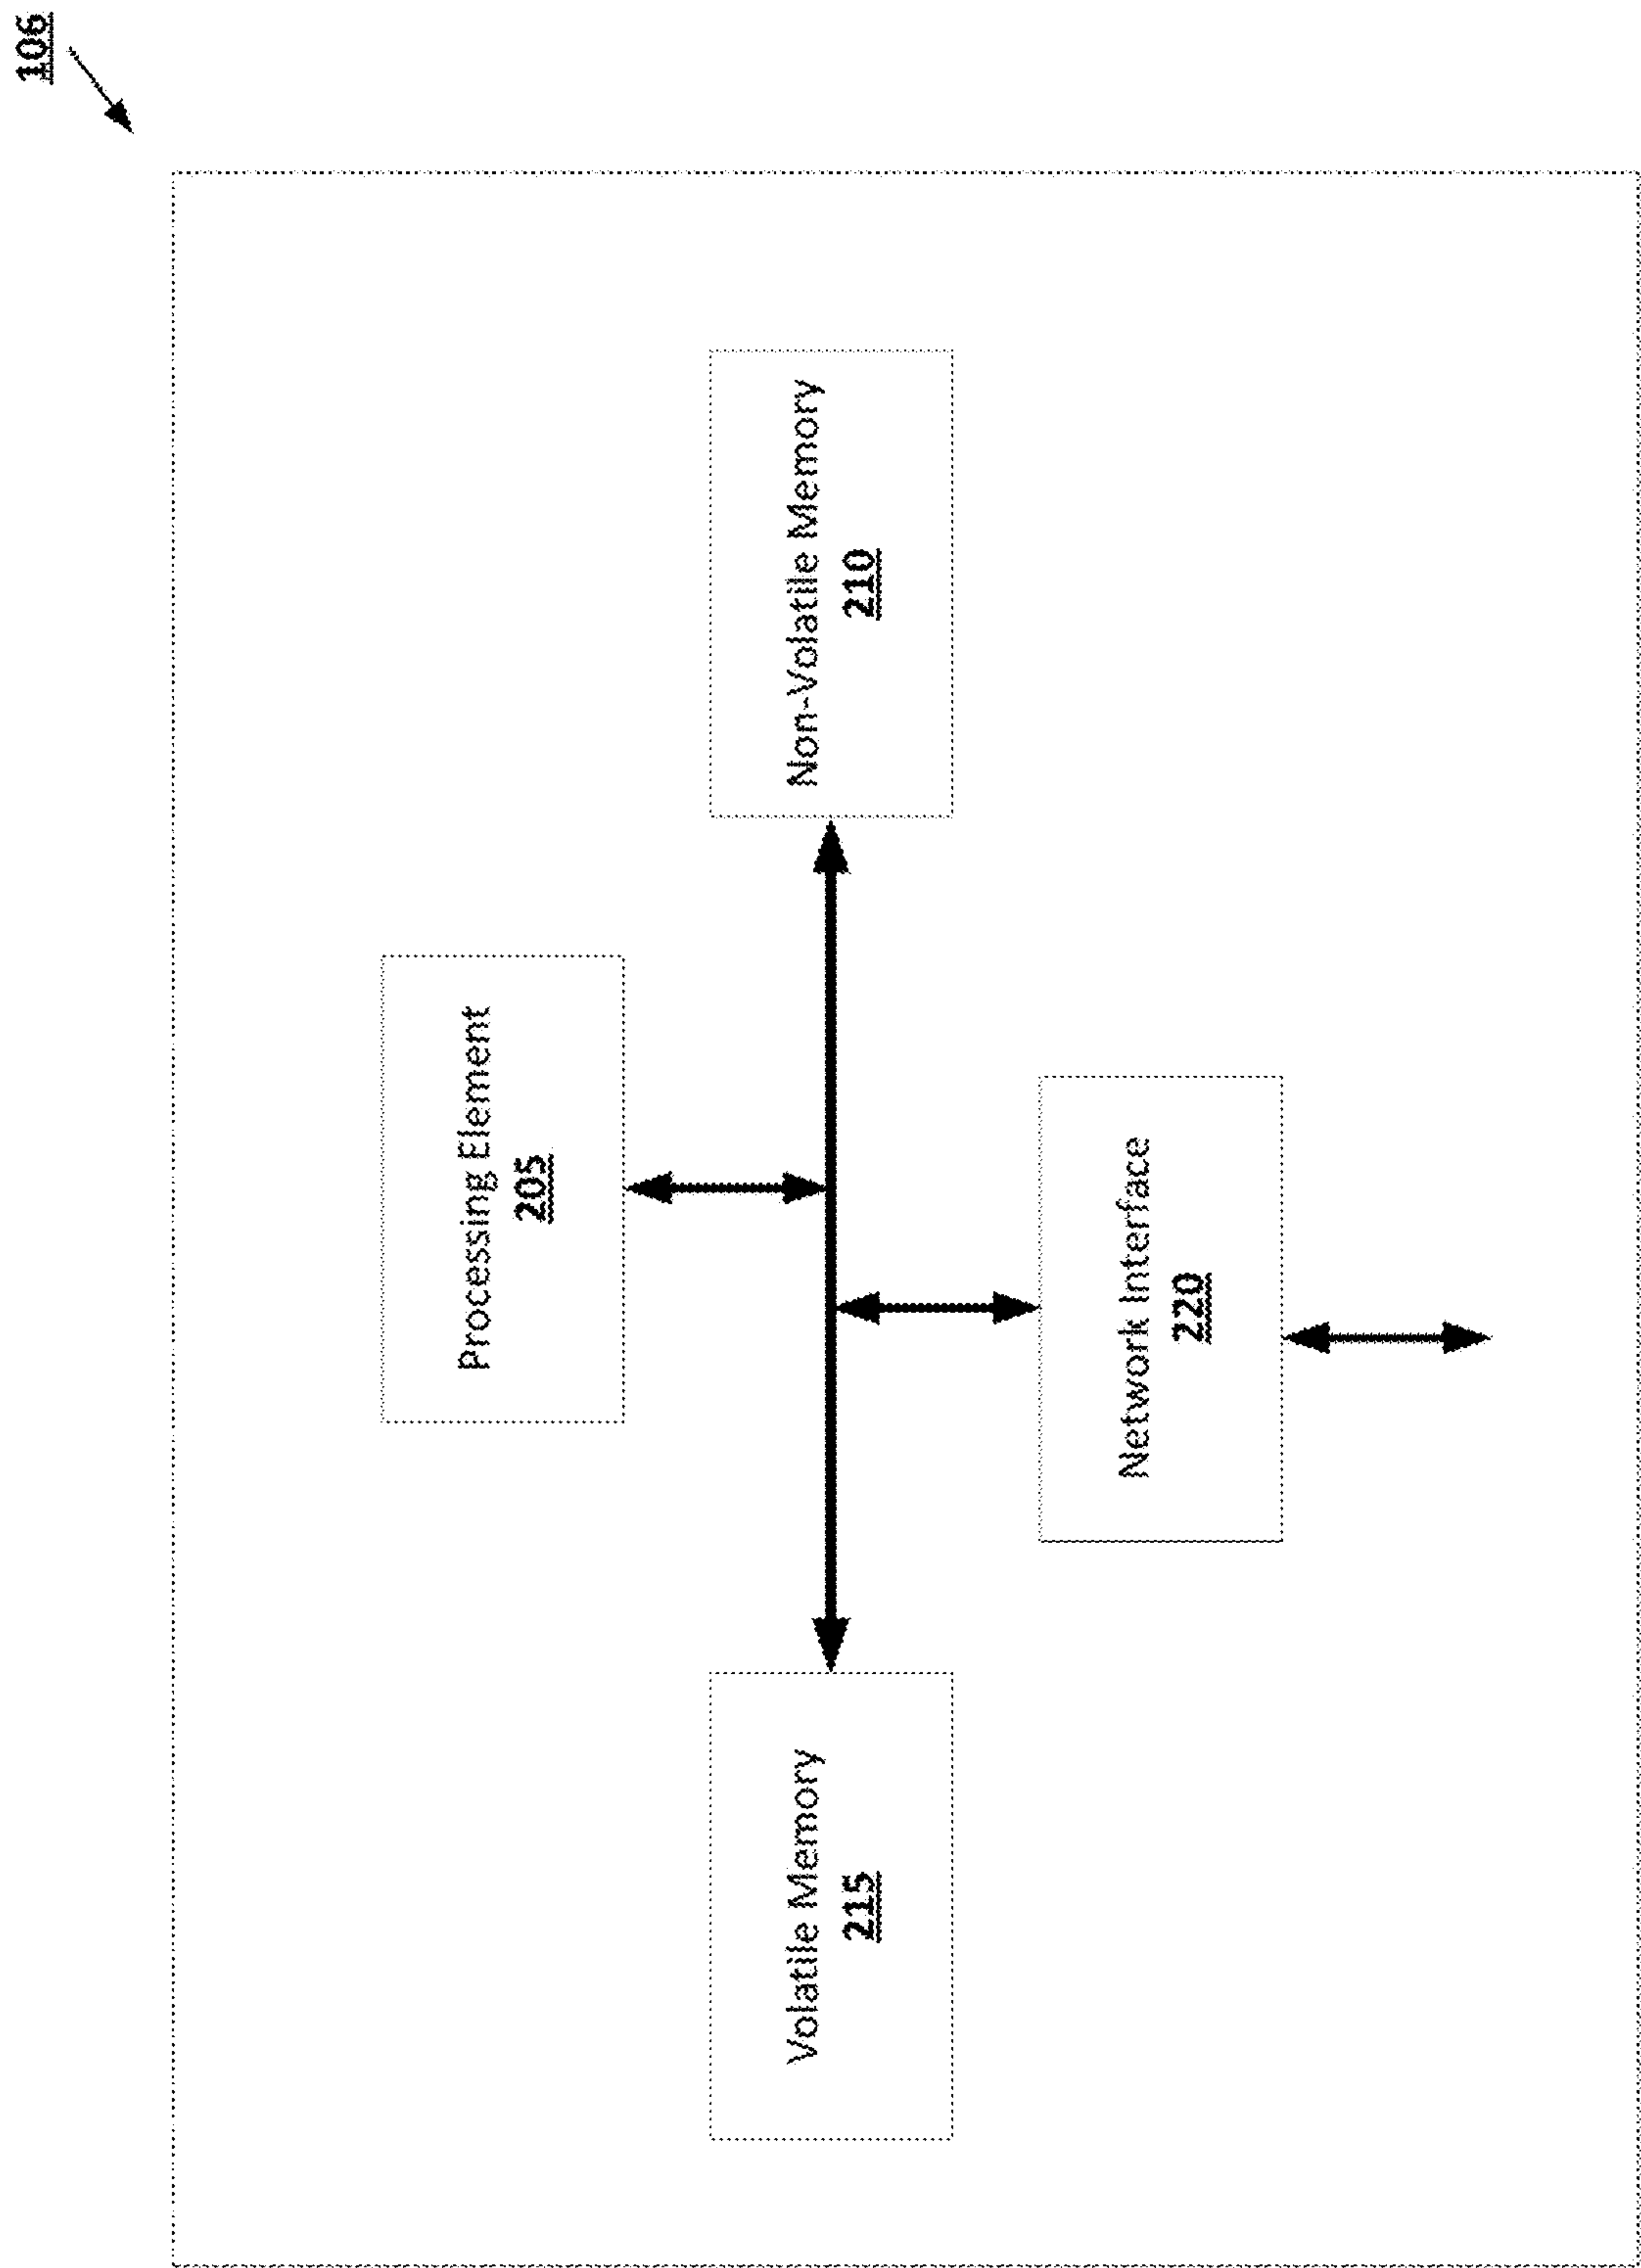 106
Processing Element
205
Volatile Memory
215
Non-Volatile Memory
210
Network Interface
220